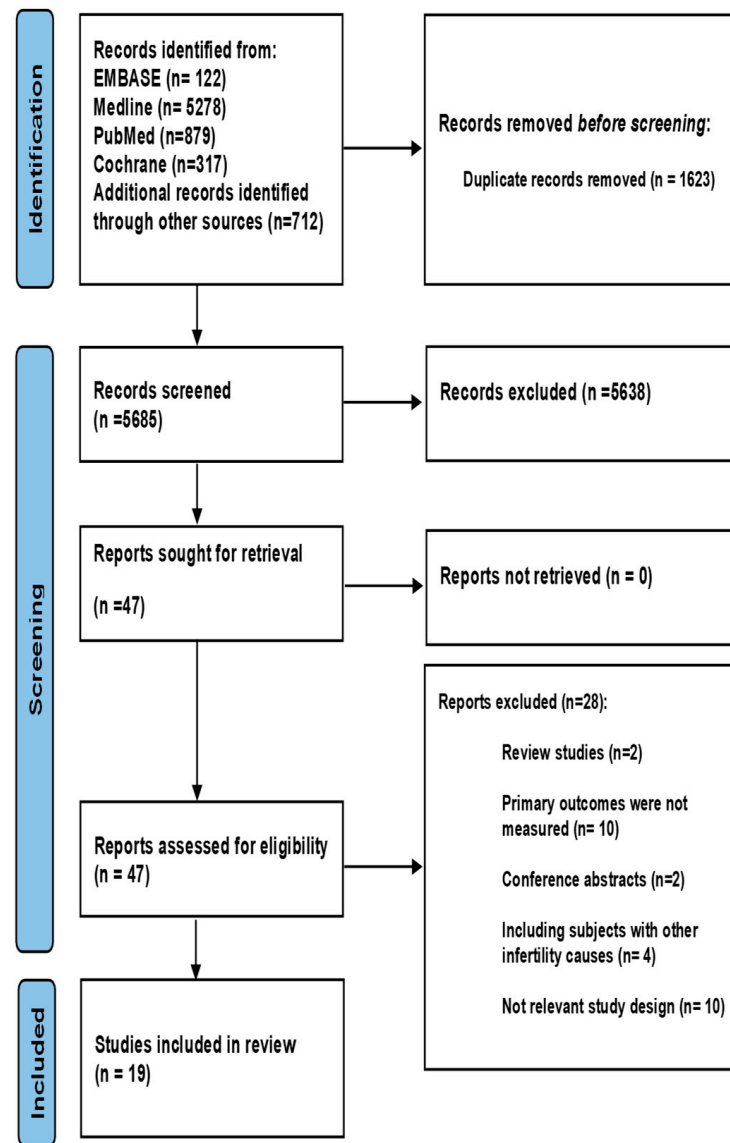 Identification
Records identified from:
EMBASE (n= 122)
Medline (n= 5278)
PubMed (n=879)
Cochrane (n=317)
Additional records identified
through other sources (n=712)
Records removed before screening:
Duplicate records removed (n = 1623)
Screening
Records screened
(n =5685)
Records excluded (n =5638)
Reports sought for retrieval
(n =47)
Reports not retrieved (n = 0)
Reports assessed for eligibility
(n = 47)
Reports excluded (n=28):
Review studies (n=2)
Primary outcomes were not
measured (n= 10)
Conference abstracts (n=2)
Including subjects with other
infertility causes (n= 4)
Not relevant study design (n= 10)
Included
Studies included in review
(n = 19)